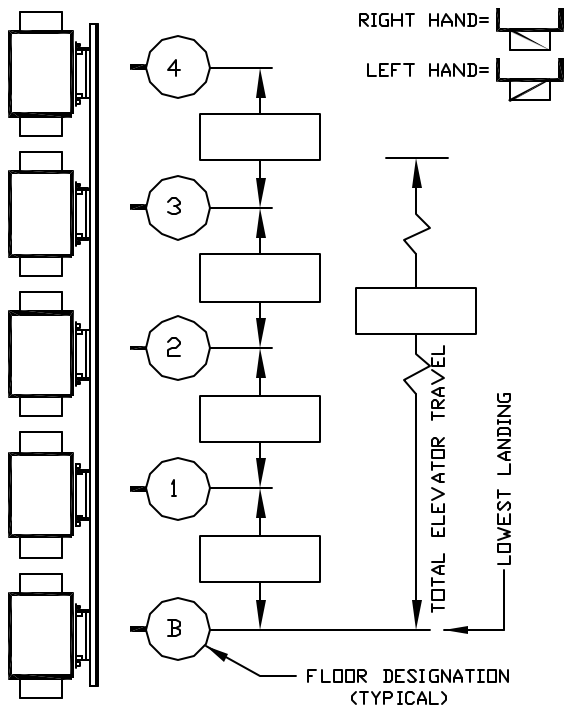 RIGHT HAND=
LEFT HAND=
4
3
2
1
B
TOTAL ELEVATOR TRAVEL
LOWEST LANDING
FLOOR DESIGNATION
(TYPICAL)